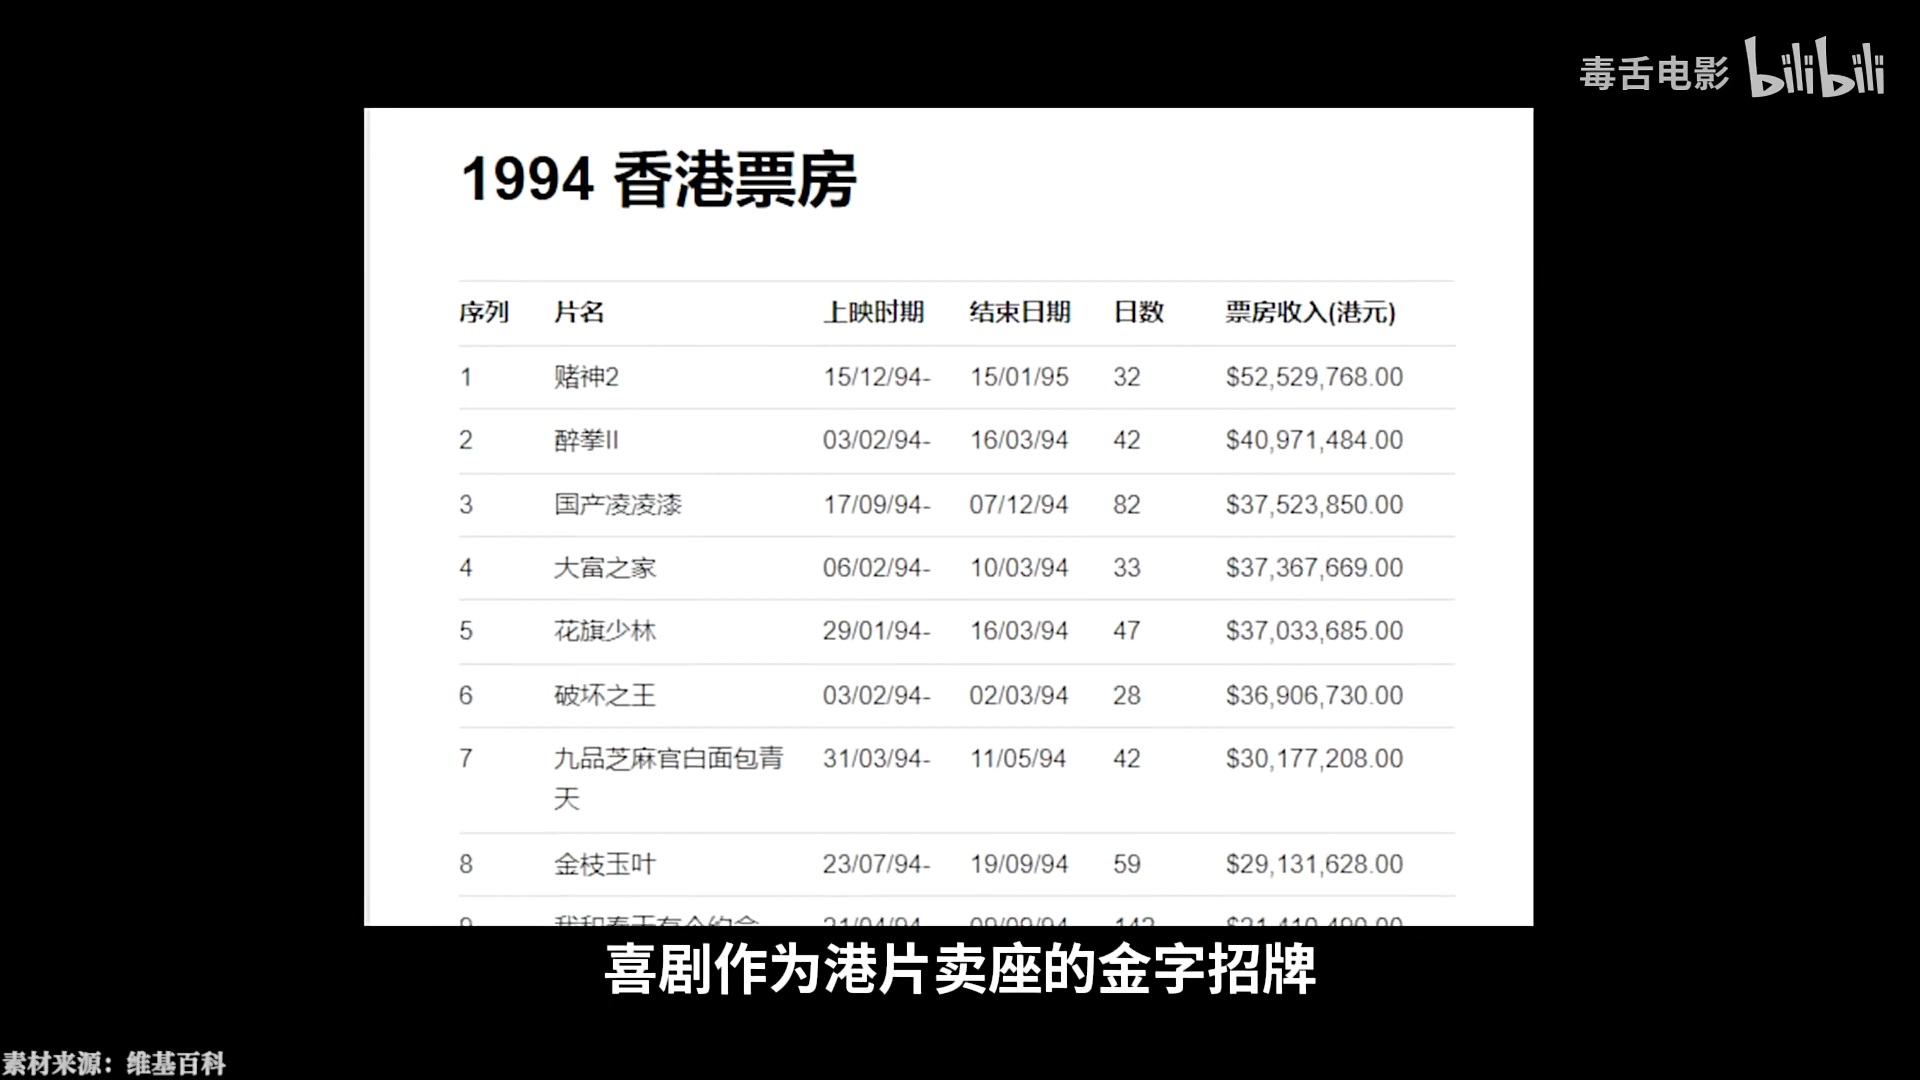 毒舌电影 bilibili
1994 香港票房
序列 片名 上映时期 结束日期 日数 票房收入(港元)
1 赌神2 15/12/94- 15/01/95 32 $52,529,768.00
2 醉拳II 03/02/94- 16/03/94 42 $40,971,484.00
3 国产凌凌漆 17/09/94- 07/12/94 82 $37,523,850.00
4 大富之家 06/02/94- 10/03/94 33 $37,367,669.00
5 花旗少林 29/01/94- 16/03/94 47 $37,033,685.00
6 破坏之王 03/02/94- 02/03/94 28 $36,906,730.00
7 九品芝麻官白面包青 31/03/94- 11/05/94 42 $30,177,208.00
天
8 金枝玉叶 23/07/94- 19/09/94 59 $29,131,628.00
喜剧作为港片卖座的金字招牌
素材来源：维基百科